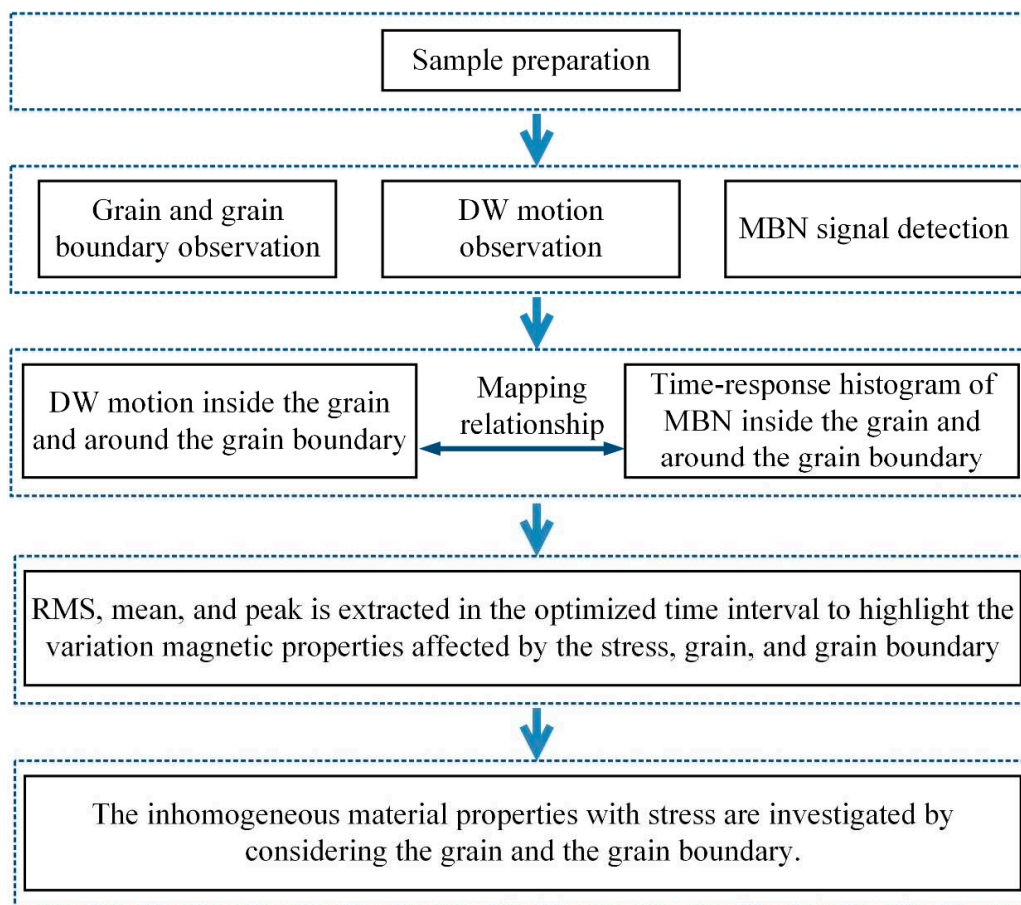 Sample preparation
Grain and grain
boundary observation
DW motion
observation
MBN signal detection
DW motion inside the grain
and around the grain boundary
Mapping
relationship
Time-response histogram of
MBN inside the grain and
around the grain boundary
RMS, mean, and peak is extracted in the optimized time interval to highlight the
variation magnetic properties affected by the stress, grain, and grain boundary
The inhomogeneous material properties with stress are investigated by
considering the grain and the grain boundary.